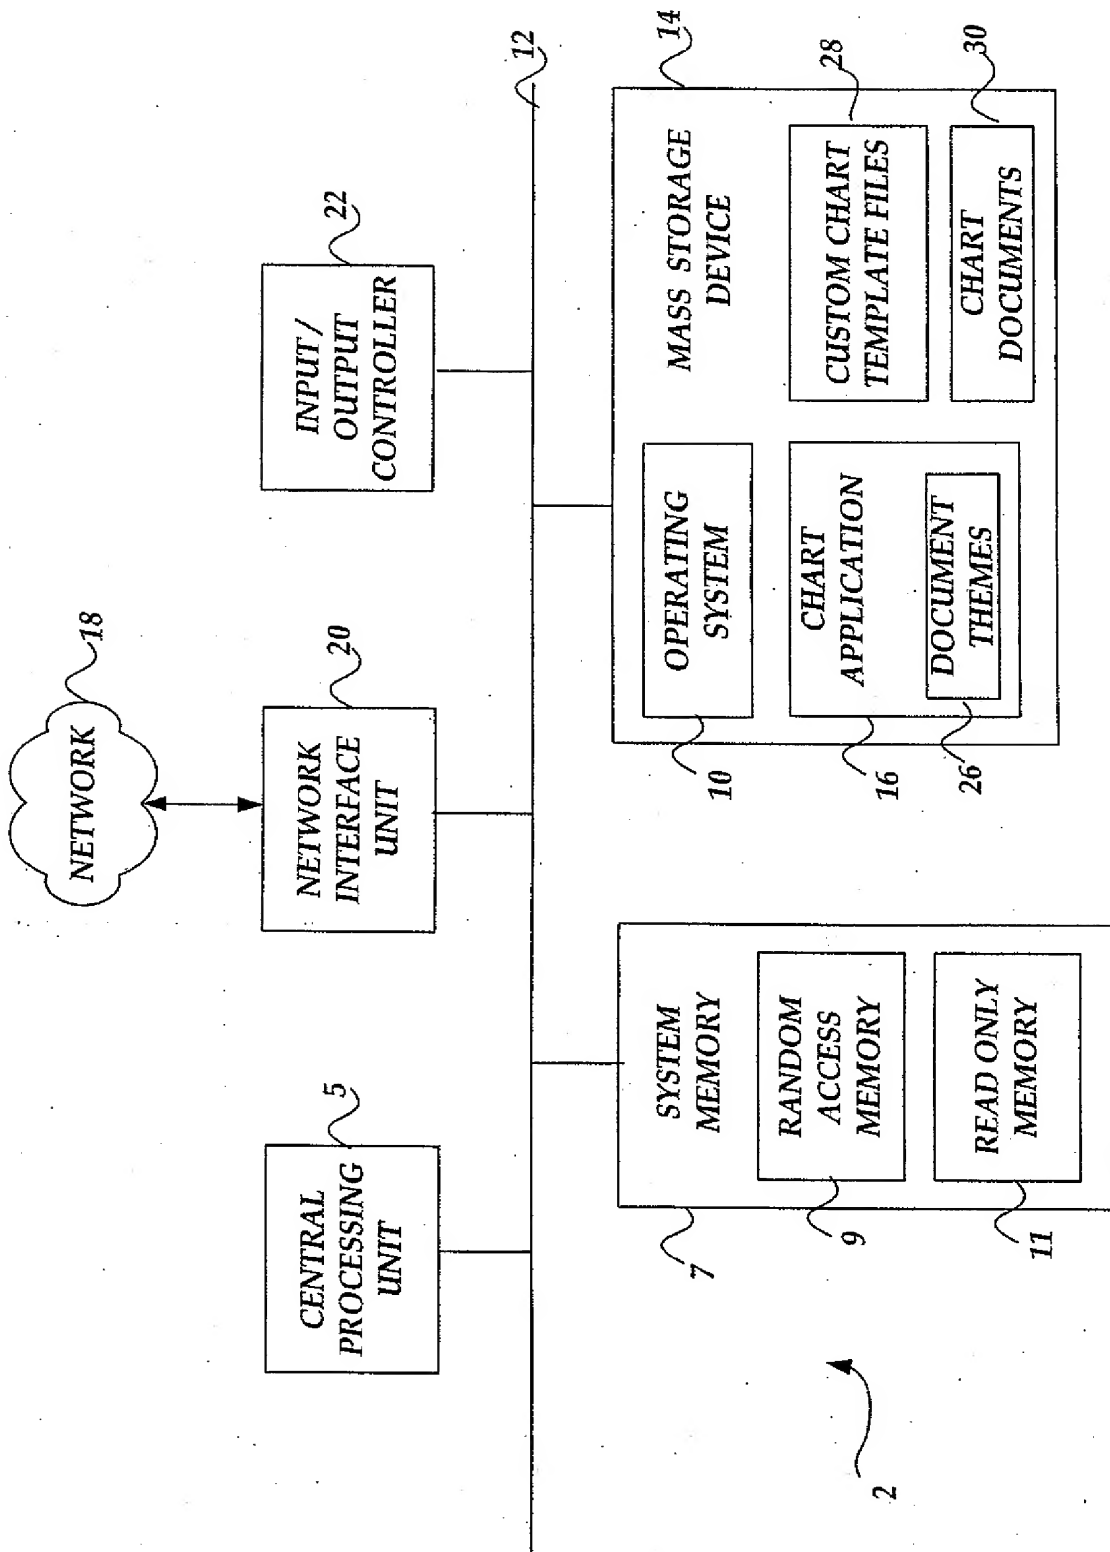 NETWORK
18
CENTRAL
PROCESSING
UNIT
5
NETWORK
INTERFACE
UNIT
20
INPUT/
OUTPUT
CONTROLLER
22
12
SYSTEM
MEMORY
7
RANDOM
ACCESS
MEMORY
9
READ ONLY
MEMORY
11
MASS STORAGE
DEVICE
14
OPERATING
SYSTEM
10
CHART
APPLICATION
16
DOCUMENT
THEMES
26
CUSTOM CHART
TEMPLATE FILES
28
CHART
DOCUMENTS
30
2